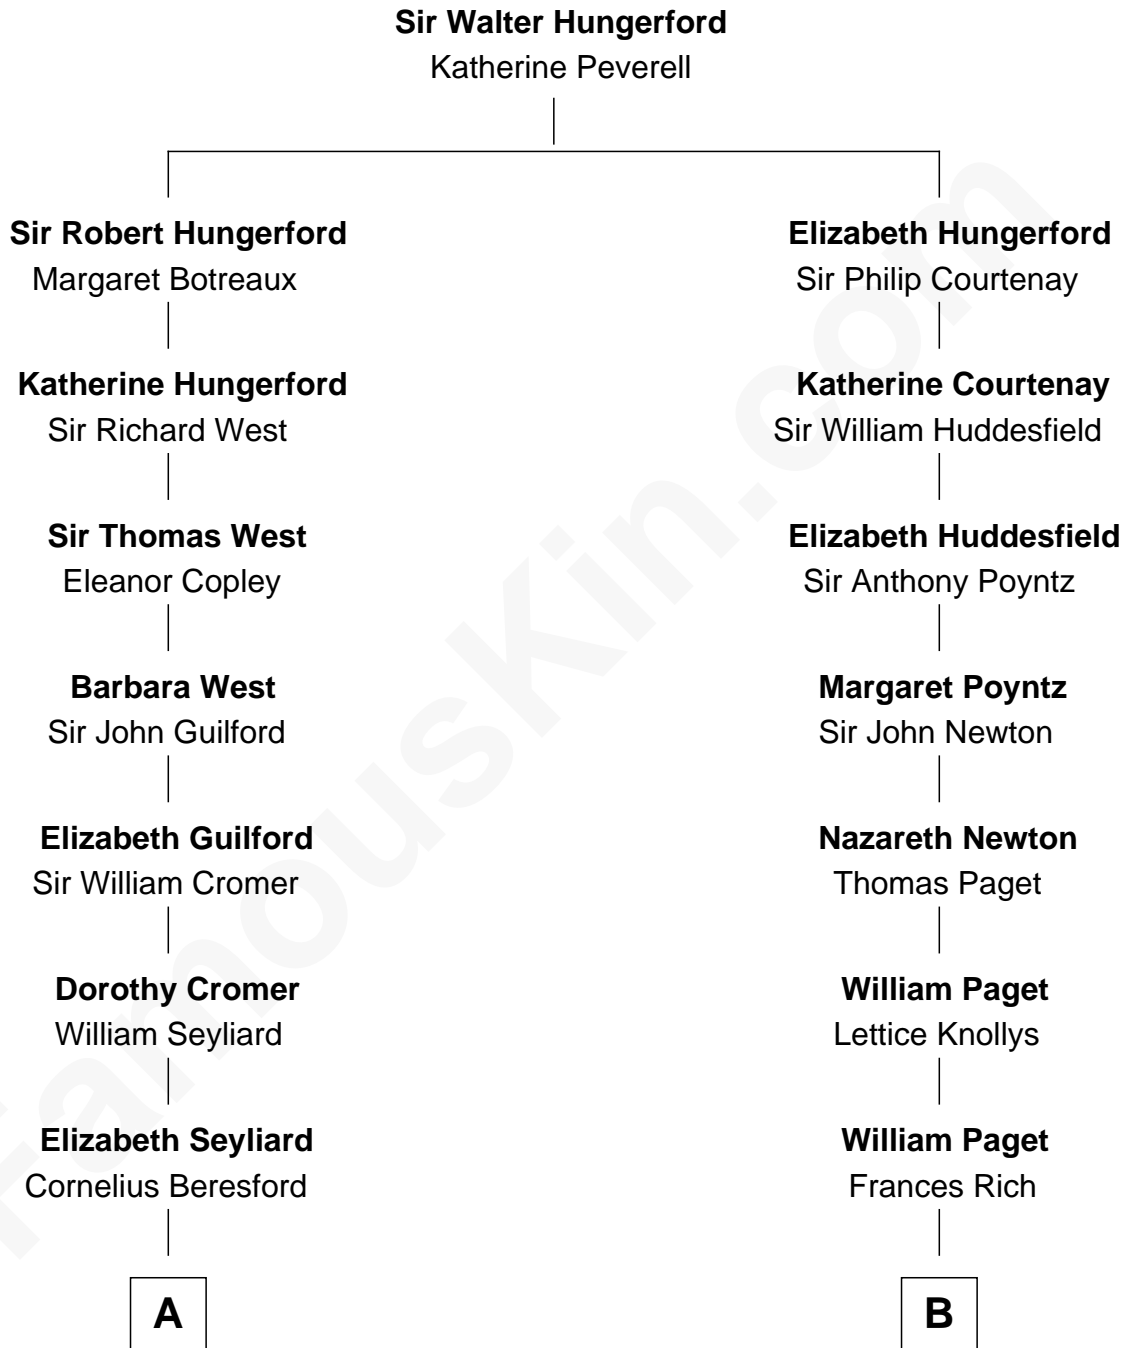 Sir Walter Hungerford
Katherine Peverell
Sir Robert Hungerford
Margaret Botreaux
Elizabeth Hungerford
Sir Philip Courtenay
Katherine Hungerford
Sir Richard West
Katherine Courtenay
Sir William Huddesfield
Sir Thomas West
Eleanor Copley
Elizabeth Huddesfield
Sir Anthony Poyntz
Barbara West
Sir John Guilford
Margaret Poyntz
Sir John Newton
Elizabeth Guilford
Sir William Cromer
Nazareth Newton
Thomas Paget
Dorothy Cromer
William Seyliard
William Paget
Lettice Knollys
Elizabeth Seyliard
Cornelius Beresford
William Paget
Frances Rich
A
B
FamousKin.com